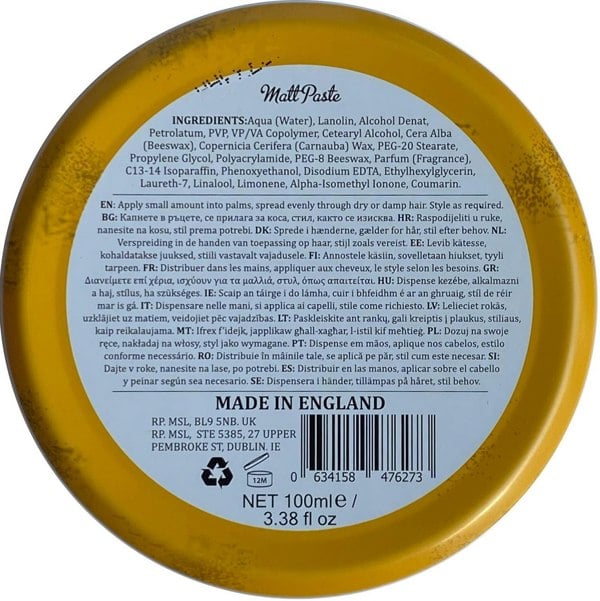 Matt Paste
INGREDIENTS:Aqua (Water), Lanolin, Alcohol Denat,
Petrolatum, PVP, VP/VA Copolymer, Cetearyl Alcohol, Cera Alba
(Beeswax), Copernicia Cerifera (Carnauba) Wax, PEG-20 Stearate,
Propylene Glycol, Polyacrylamide, PEG-8 Beeswax, Parfum (Fragrance),
C13-14 Isoparaffin, Phenoxyethanol, Disodium EDTA, Ethylhexylglycerin,
Laureth-7, Linalool, Limonene, Alpha-Isomethyl Ionone, Coumarin.
EN: Apply small amount into palms, spread evenly through dry or damp hair. Style as required.
BG: Капнете в ръцете, се прилага за коса, стил, както се изисква. HR: Raspodijeliti u ruke,
nanesite na kosu, stil prema potrebi. DK: Sprede i hænderne, gælder for hår, stil efter behov. NL:
Verspreiding in de handen van toepassing op haar, stijl zoals vereist. EE: Levib kätesse,
kohaldatakse juuksed, stiili vastavalt vajadusele. FI: Annostele käsiin, sovelletaan hiukset, tyyli
tarpeen. FR: Distribuer dans les mains, appliquer aux cheveux, le style selon les besoins. GR:
Διανείμετε επί χέρια, ισχύουν για τα μαλλιά, στυλ, όπως απαιτείται. HU: Dispense kezébe, alkalmazni
a haj, stílus, ha szükséges. IE: Scaip an táirge i do lámha, cuir i bhfeidhm é ar an ghruaig, stíl de réir
mar is gá. IT: Dispensare nelle mani, si applica ai capelli, stile come richiesto. LV: Lelieciet rokās,
uzklājiet uz matiem, veidojiet pēc vajadzības. LT: Paskleiskite ant rankų, gali kreiptis į plaukus, stiliaus,
kaip reikalaujama. MT: Ifrex f'idejk, japplikaw għall-xagħar, l-istil kif meħtieġ. PL: Dozuj na swoje
ręce, nakładaj na włosy, styl jako wymagane. PT: Dispense em mãos, aplique nos cabelos, estilo
conforme necessário. RO: Distribuie în mâinile tale, se aplică pe păr, stil cum este necesar. SI:
Dajte v roke, nanesite na lase, po potrebi. ES: Distribuir en las manos, aplicar sobre el cabello
y peinar según sea necesario. SE: Dispensera i händer, tillämpas på håret, stil behov.
MADE IN ENGLAND
RP. MSL, BL9 5NB. UK
RP. MSL, STE 5385, 27 UPPER
PEMBROKE ST, DUBLIN. IE
12M
0 634158 476273
NET 100ml℮ /
3.38 fl oz